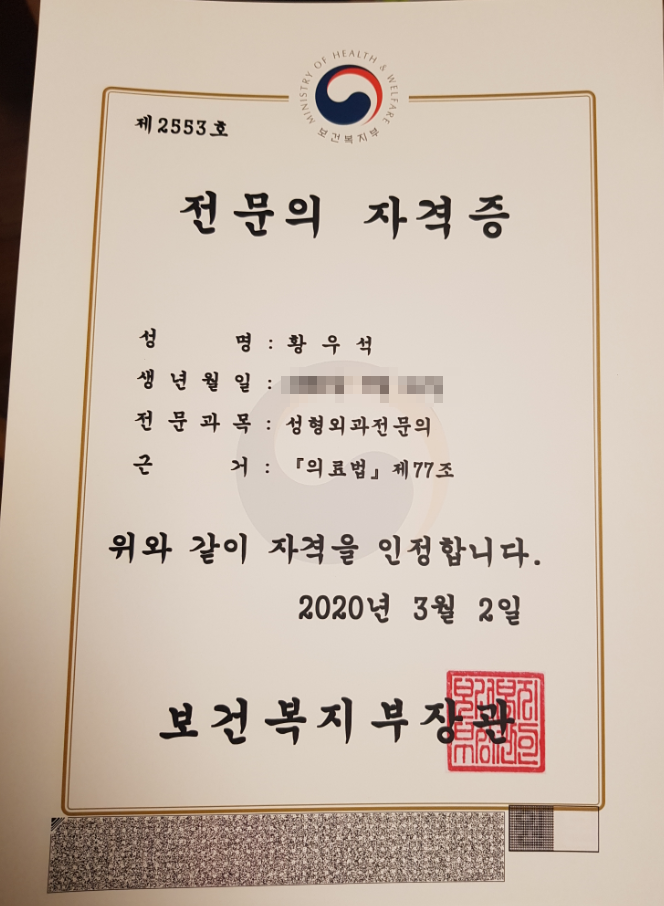 MINISTRY OF HEALTH & WELFARE
보건복지부
제2553호
전문의 자격증
성 명 : 황우석
생년월일 :
전문과목 : 성형외과전문의
근 거 : 『의료법』제77조
위와 같이 자격을 인정합니다.
2020년 3월 2일
보건복지부장관